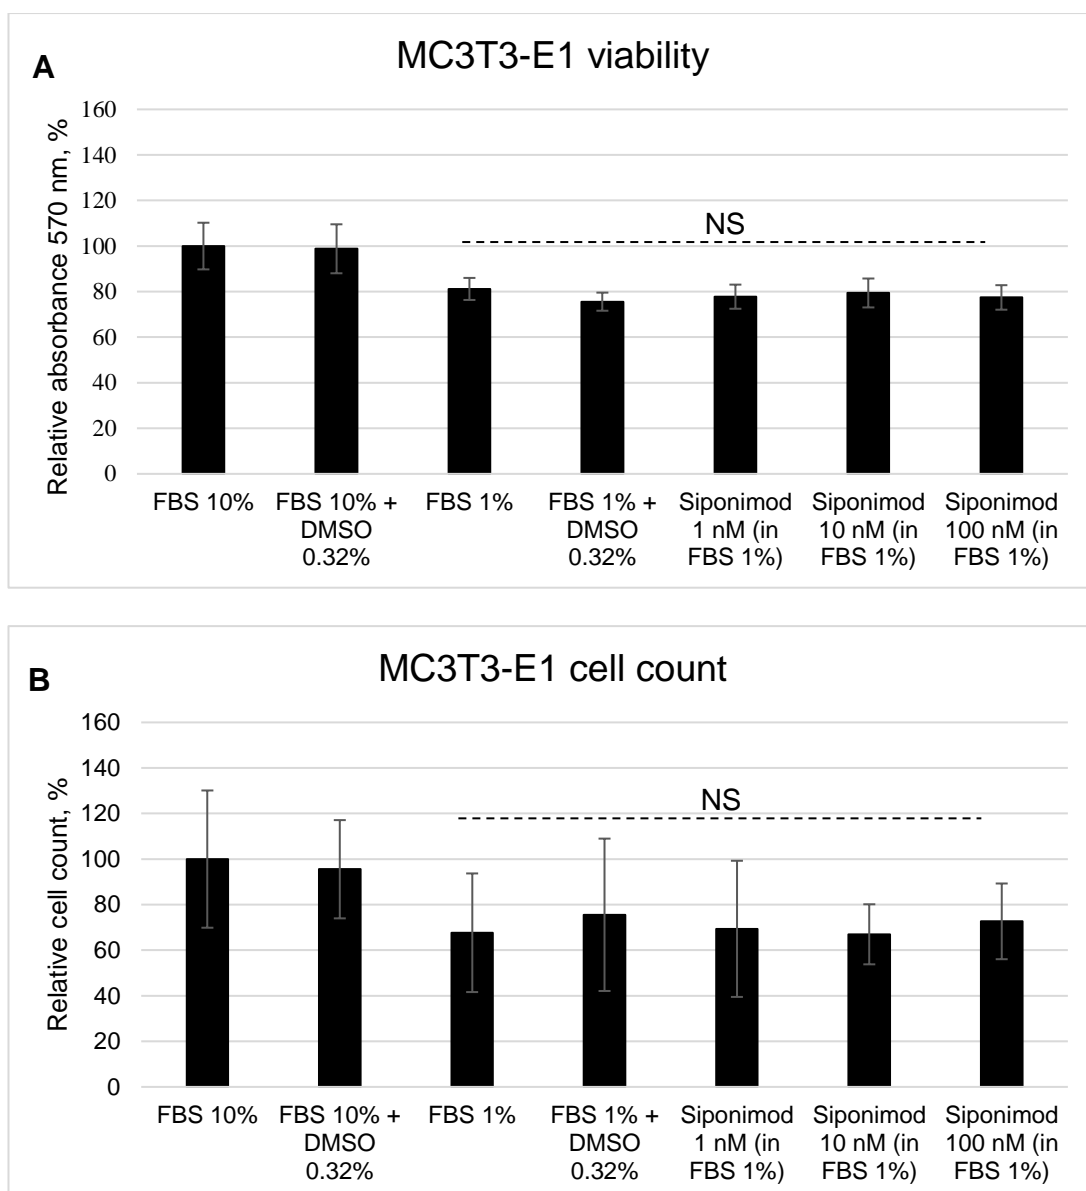 A
MC3T3-E1 viability
Relative absorbance 570 nm, %
160
140
120
100
80
60
40
20
0
NS
FBS 10%
FBS 10% +
DMSO
0.32%
FBS 1%
FBS 1% +
DMSO
0.32%
Siponimod
1 nM (in
FBS 1%)
Siponimod
10 nM (in
FBS 1%)
Siponimod
100 nM (in
FBS 1%)
B
MC3T3-E1 cell count
Relative cell count, %
160
140
120
100
80
60
40
20
0
NS
FBS 10%
FBS 10% +
DMSO
0.32%
FBS 1%
FBS 1% +
DMSO
0.32%
Siponimod
1 nM (in
FBS 1%)
Siponimod
10 nM (in
FBS 1%)
Siponimod
100 nM (in
FBS 1%)